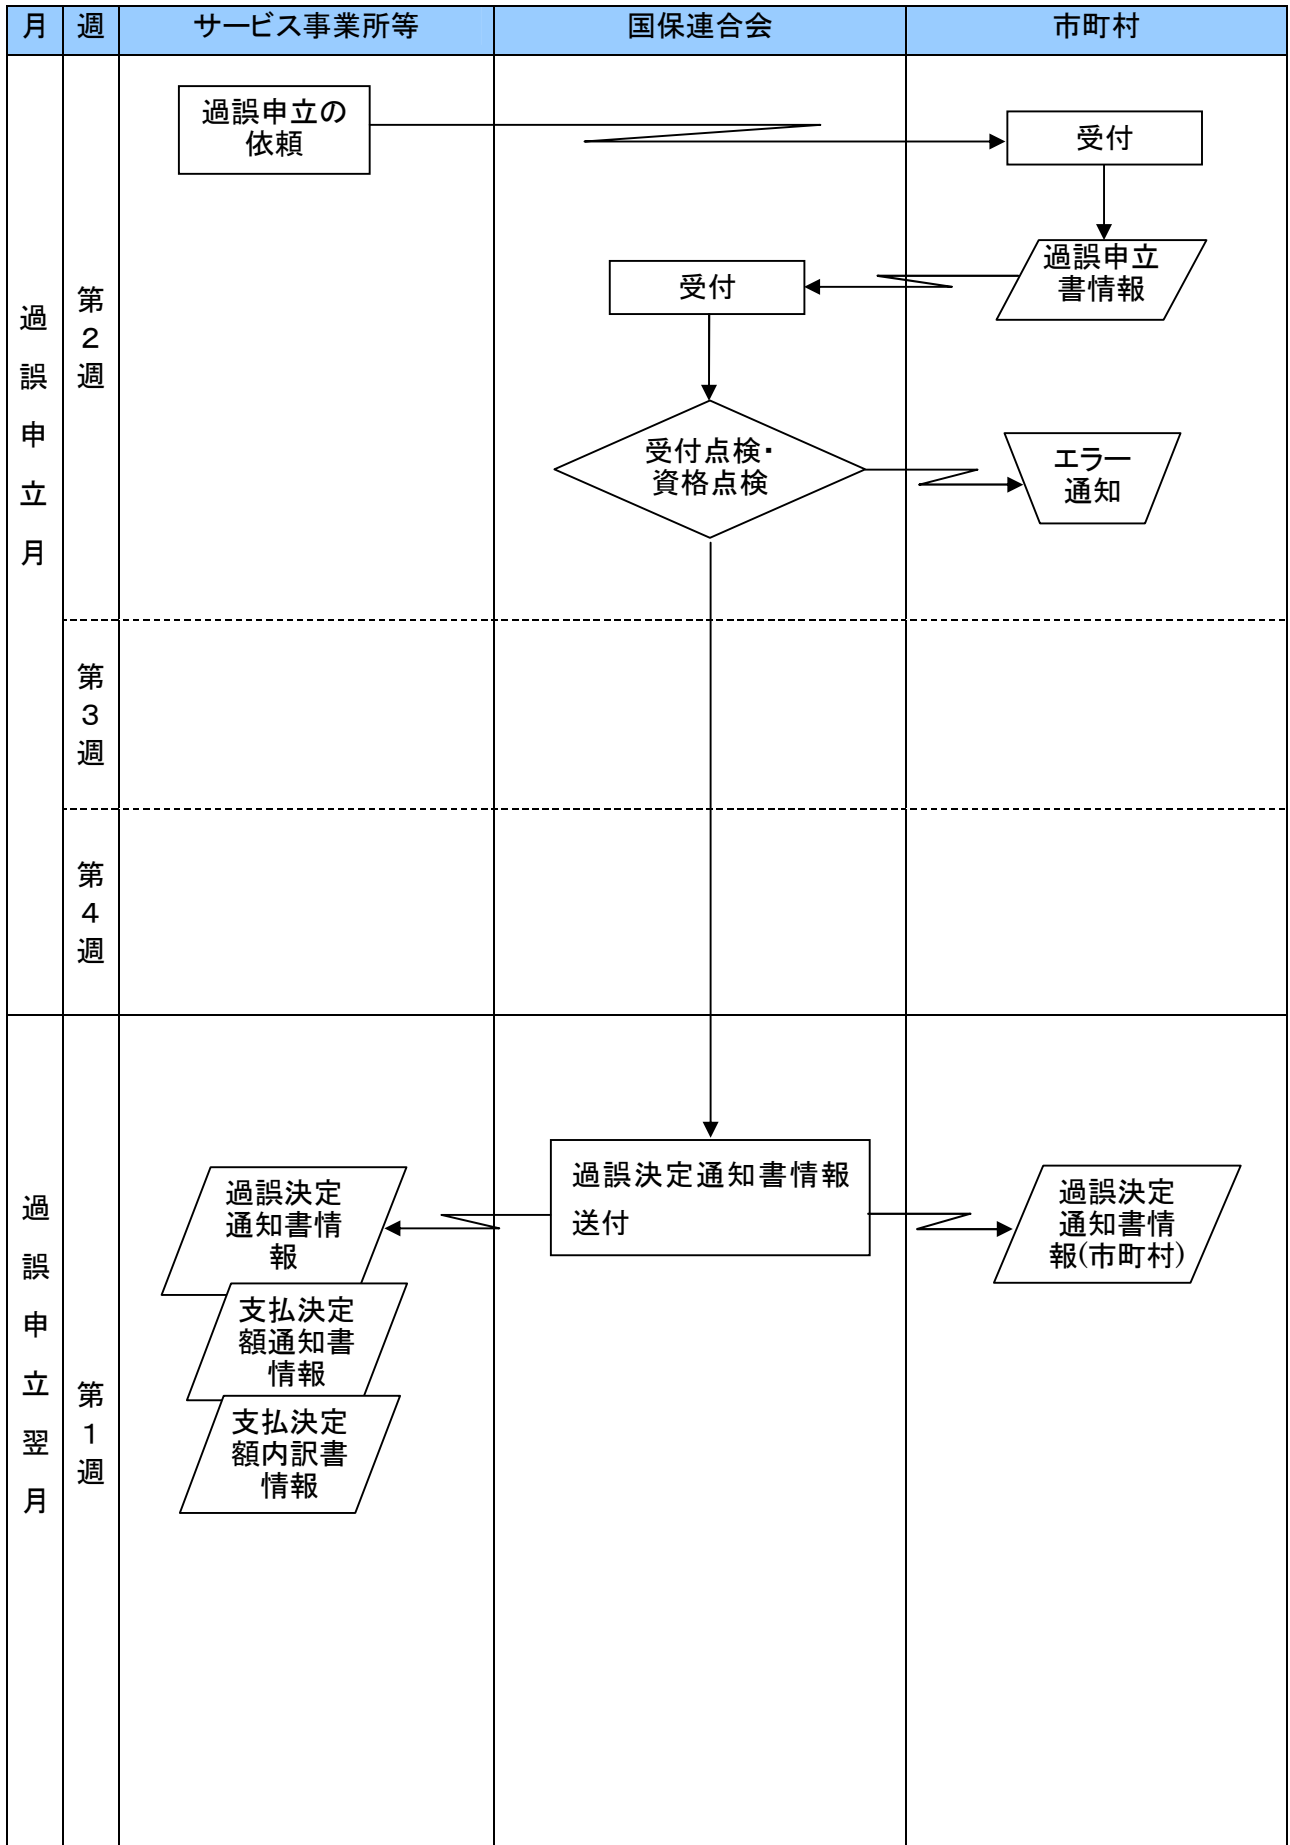 月 週 サービス事業所等 国保連合会 市町村
過誤申立月
第2週
過誤申立の
依頼
受付
過誤申立
書情報
受付
受付点検・
資格点検
エラー
通知
第3週
第4週
過誤申立翌月
第1週
過誤決定通知書情報
送付
過誤決定
通知書情
報
支払決定
額通知書
情報
支払決定
額内訳書
情報
過誤決定
通知書情
報(市町村)